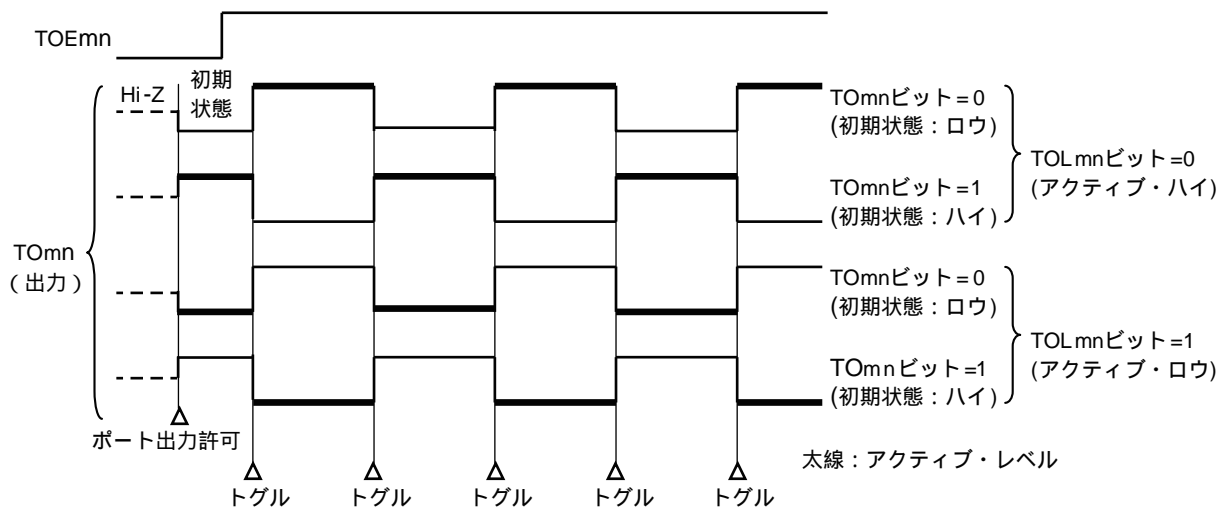 TOEmn
Hi-Z
初期
状態
TOmnビット=0
(初期状態：ロウ)
TOLmnビット=0
(アクティブ・ハイ)
TOmnビット=1
(初期状態：ハイ)
TOmn
（出力）
TOmnビット=0
(初期状態：ロウ)
TOLmnビット=1
(アクティブ・ロウ)
TOmnビット=1
(初期状態：ハイ)
ポート出力許可
太線：アクティブ・レベル
トグル
トグル
トグル
トグル
トグル